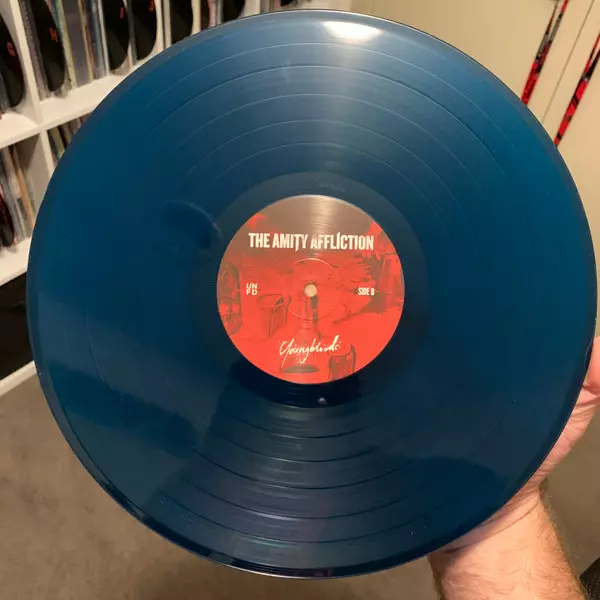 THE AMITY AFFLICTION
UN
FD
SIDE B
Youngbloods